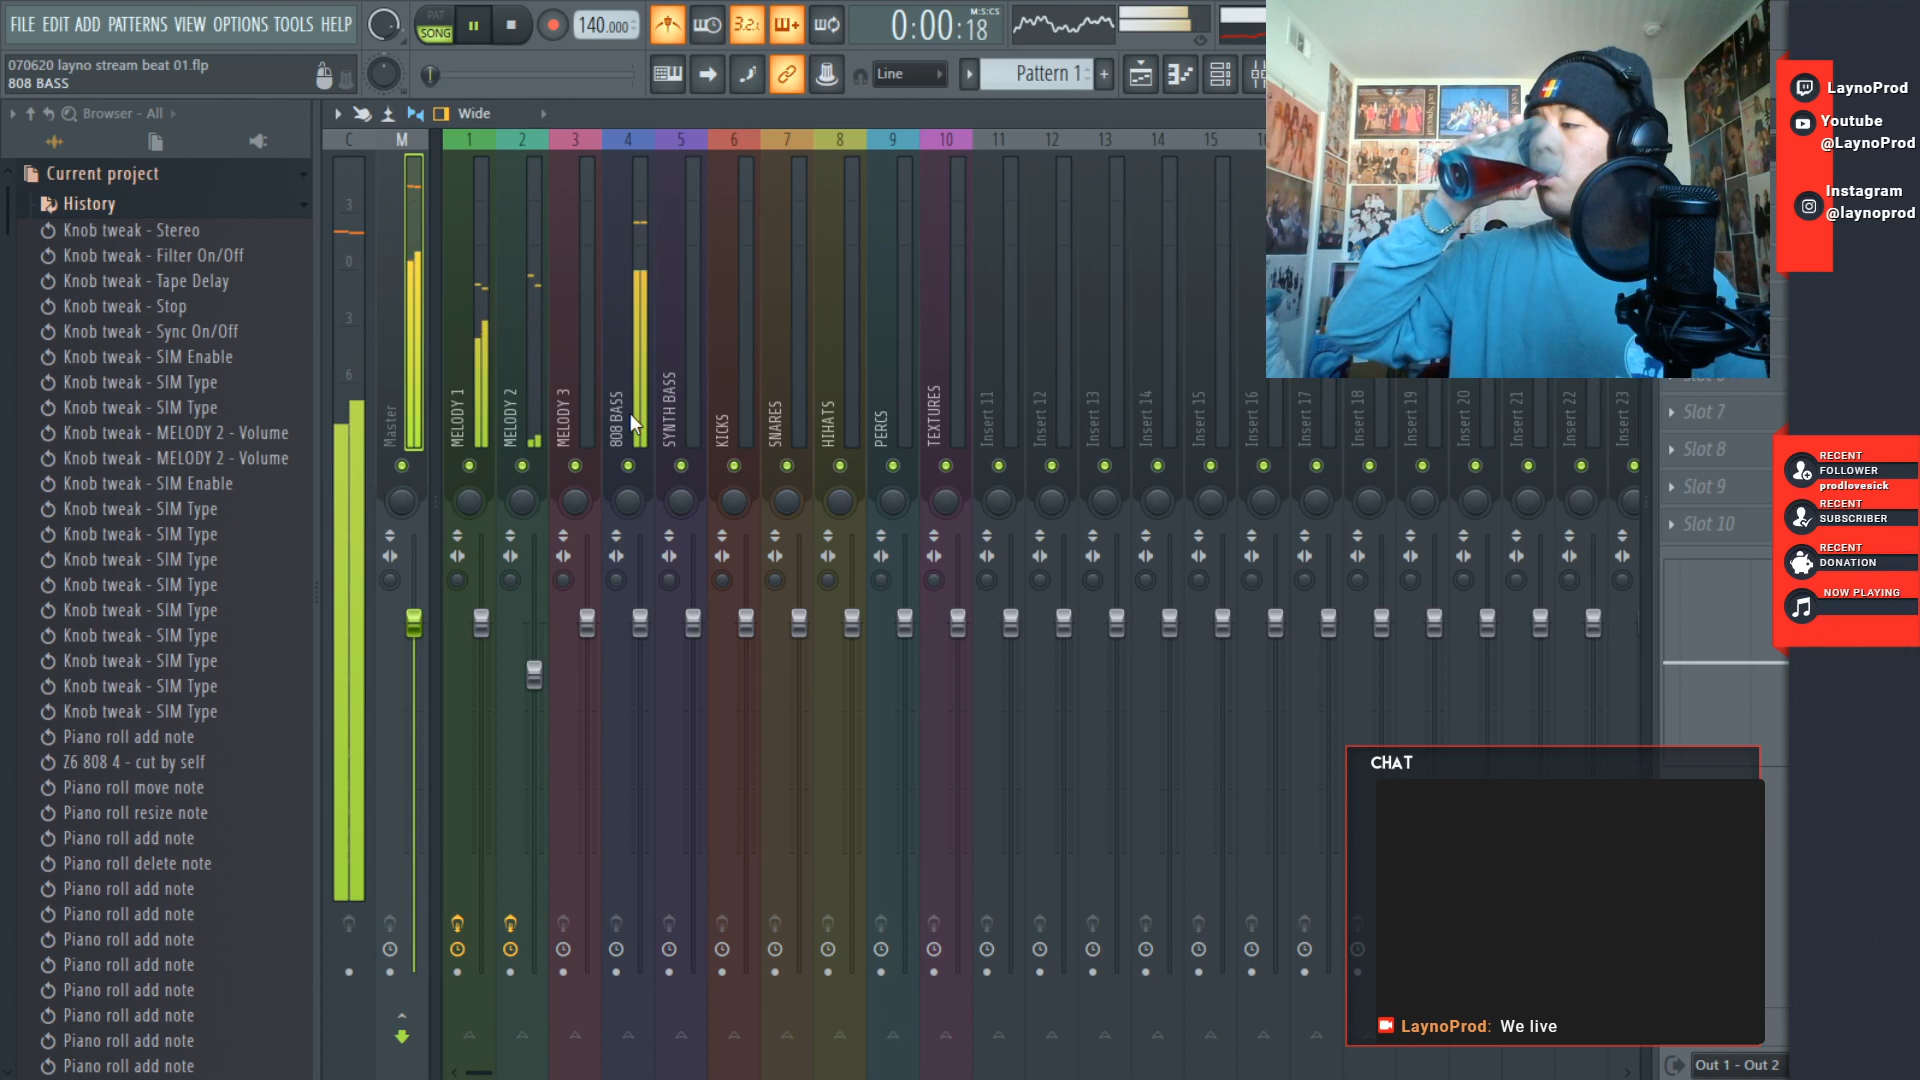 FILE EDIT ADD PATTERNS VIEW OPTIONS TOOLS HELP
PAT
SONG
140.000
3.2.1
0:00:18
M:S:CS
070620 layno stream beat 01.flp
808 BASS
Line
Pattern 1
Browser - All
Wide
Current project
History
Knob tweak - Stereo
Knob tweak - Filter On/Off
Knob tweak - Tape Delay
Knob tweak - Stop
Knob tweak - Sync On/Off
Knob tweak - SIM Enable
Knob tweak - SIM Type
Knob tweak - SIM Type
Knob tweak - MELODY 2 - Volume
Knob tweak - MELODY 2 - Volume
Knob tweak - SIM Enable
Knob tweak - SIM Type
Knob tweak - SIM Type
Knob tweak - SIM Type
Knob tweak - SIM Type
Knob tweak - SIM Type
Knob tweak - SIM Type
Knob tweak - SIM Type
Knob tweak - SIM Type
Knob tweak - SIM Type
Piano roll add note
Z6 808 4 - cut by self
Piano roll move note
Piano roll resize note
Piano roll add note
Piano roll delete note
Piano roll add note
Piano roll add note
Piano roll add note
Piano roll add note
Piano roll add note
Piano roll add note
Piano roll add note
Piano roll add note
C M 1 2 3 4 5 6 7 8 9 10 11 12 13 14 15
3
0
3
6
Master
MELODY 1
MELODY 2
MELODY 3
808 BASS
SYNTH BASS
KICKS
SNARES
HIHATS
PERCS
TEXTURES
Insert 11
Insert 12
Insert 13
Insert 14
Insert 15
Insert 16
Insert 17
Insert 18
Insert 19
Insert 20
Insert 21
Insert 22
Insert 23
Slot 7
Slot 8
Slot 9
Slot 10
Out 1 - Out 2
LaynoProd
Youtube
@LaynoProd
Instagram
@laynoprod
RECENT
FOLLOWER
prodlovesick
RECENT
SUBSCRIBER
RECENT
DONATION
NOW PLAYING
CHAT
LaynoProd: We live